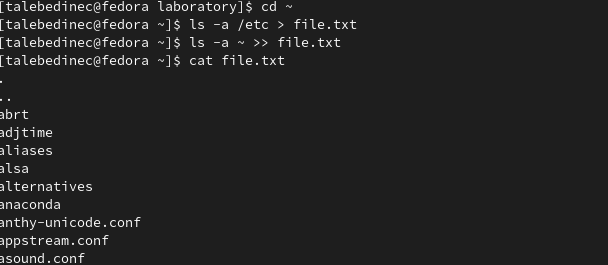 [talebedinec@fedora laboratory]$ cd ~
[talebedinec@fedora ~]$ ls -a /etc > file.txt
[talebedinec@fedora ~]$ ls -a ~ >> file.txt
[talebedinec@fedora ~]$ cat file.txt
.
..
abrt
adjtime
aliases
alsa
alternatives
anaconda
anthy-unicode.conf
appstream.conf
asound.conf